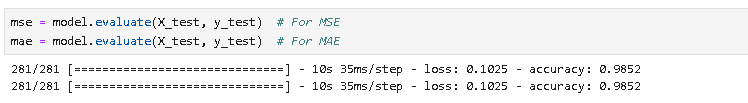 mse = model.evaluate(X_test, y_test)  # For MSE
mae = model.evaluate(X_test, y_test)  # For MAE
281/281 [==============================] - 10s 35ms/step - loss: 0.1025 - accuracy: 0.9852
281/281 [==============================] - 10s 35ms/step - loss: 0.1025 - accuracy: 0.9852